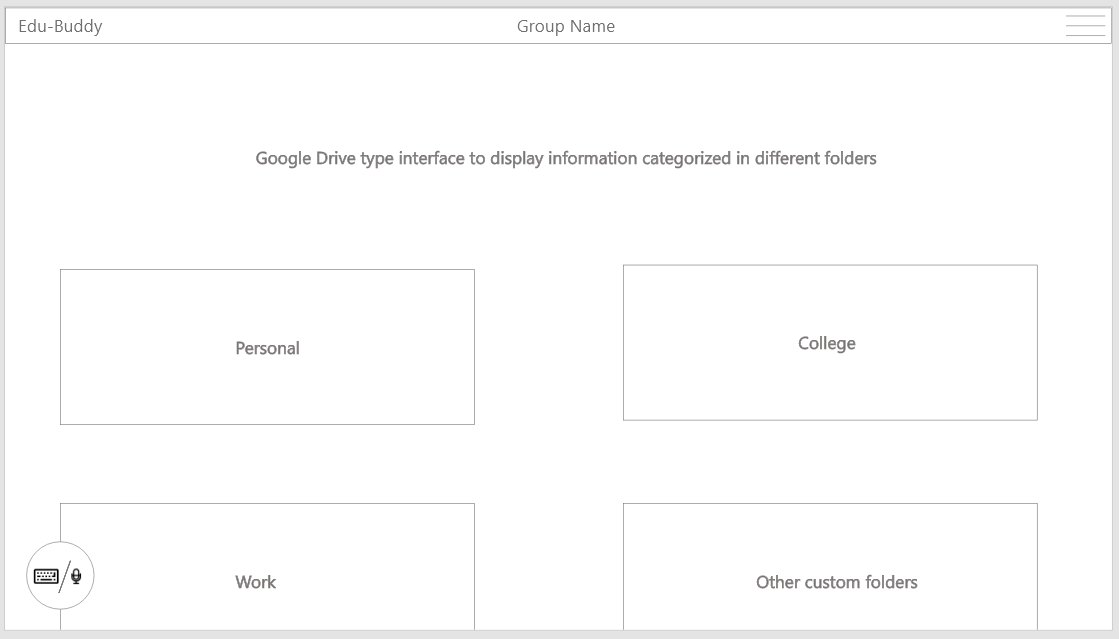 Edu-Buddy
Group Name
Google Drive type interface to display information categorized in different folders
Personal
College
Work
Other custom folders